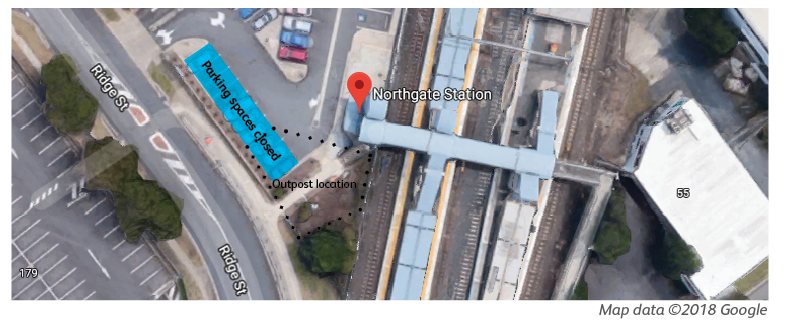 Ridge St
Parking spaces closed
Northgate Station
Outpost location
55
Ridge St
179
Map data ©2018 Google